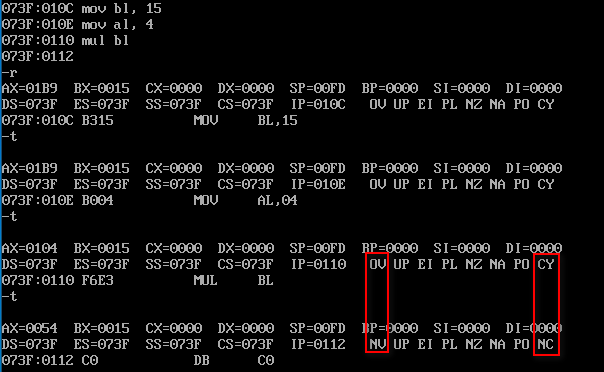 073F:010C mov bl, 15
073F:010E mov al, 4
073F:0110 mul bl
073F:0112
-r
AX=01B9 BX=0015 CX=0000 DX=0000 SP=00FD BP=0000 SI=0000 DI=0000
DS=073F ES=073F SS=073F CS=073F IP=010C OV UP EI PL NZ NA PO CY
073F:010C B315 MOV BL,15
-t
AX=01B9 BX=0015 CX=0000 DX=0000 SP=00FD BP=0000 SI=0000 DI=0000
DS=073F ES=073F SS=073F CS=073F IP=010E OV UP EI PL NZ NA PO CY
073F:010E B004 MOV AL,04
-t
AX=0104 BX=0015 CX=0000 DX=0000 SP=00FD BP=0000 SI=0000 DI=0000
DS=073F ES=073F SS=073F CS=073F IP=0110 OV UP EI PL NZ NA PO CY
073F:0110 F6E3 MUL BL
-t
AX=0054 BX=0015 CX=0000 DX=0000 SP=00FD BP=0000 SI=0000 DI=0000
DS=073F ES=073F SS=073F CS=073F IP=0112 NV UP EI PL NZ NA PO NC
073F:0112 C0 DB C0